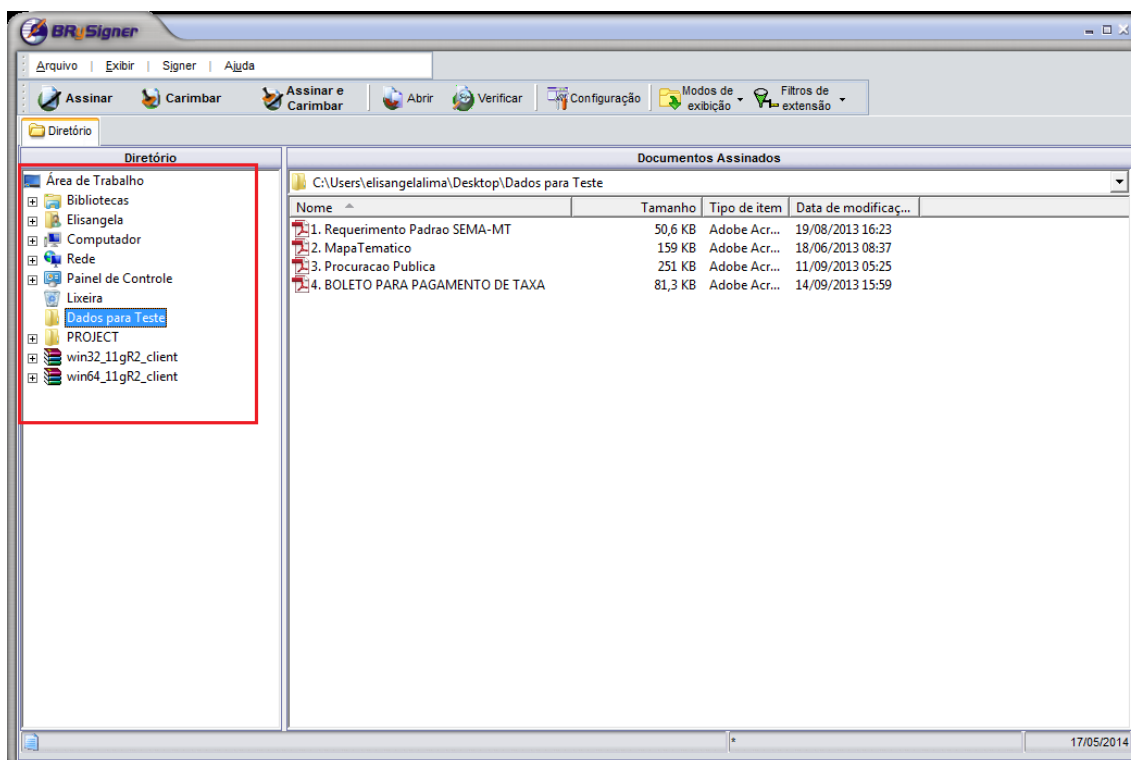 BRy Signer
Arquivo | Exibir | Signer | Ajuda
Assinar Carimbar Assinar e Carimbar Abrir Verificar Configuração Modos de exibição Filtros de extensão
Diretório
Diretório Documentos Assinados
Área de Trabalho
Bibliotecas
Elisangela
Computador
Rede
Painel de Controle
Lixeira
Dados para Teste
PROJECT
win32_11gR2_client
win64_11gR2_client
C:\Users\elisangelalima\Desktop\Dados para Teste
Nome Tamanho Tipo de item Data de modificaç...
1. Requerimento Padrao SEMA-MT 50,6 KB Adobe Acr... 19/08/2013 16:23
2. MapaTematico 159 KB Adobe Acr... 18/06/2013 08:37
3. Procuracao Publica 251 KB Adobe Acr... 11/09/2013 05:25
4. BOLETO PARA PAGAMENTO DE TAXA 81,3 KB Adobe Acr... 14/09/2013 15:59
* 17/05/2014